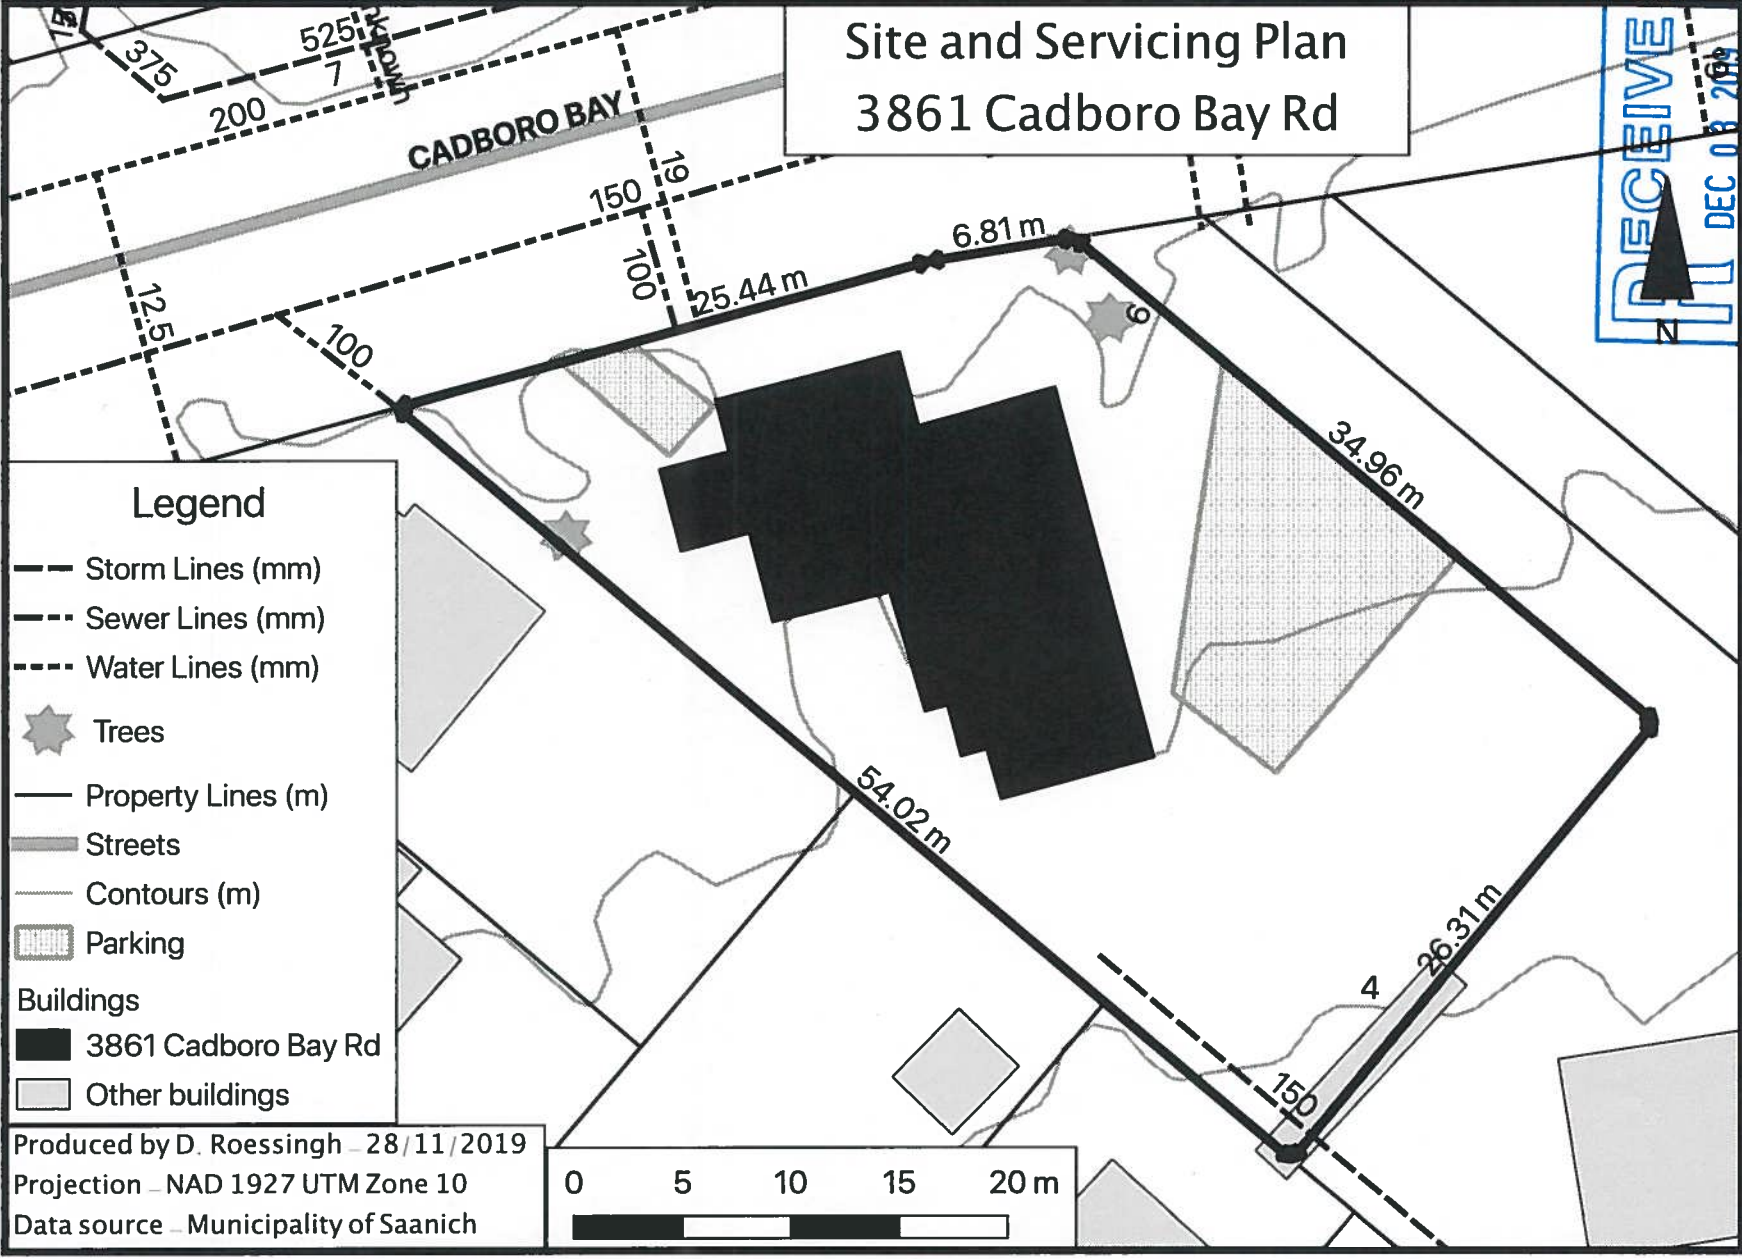 Site and Servicing Plan
3861 Cadboro Bay Rd
RECEIVE
DEC 03 2019
N
375
525
7
200
CADBORO BAY
19
150
100
12.5
100
25.44 m
6.81 m
6
34.96 m
54.02 m
26.31 m
4
150
Legend
Storm Lines (mm)
Sewer Lines (mm)
Water Lines (mm)
Trees
Property Lines (m)
Streets
Contours (m)
Parking
Buildings
3861 Cadboro Bay Rd
Other buildings
Produced by D. Roessingh - 28/11/2019
Projection - NAD 1927 UTM Zone 10
Data source - Municipality of Saanich
0 5 10 15 20 m